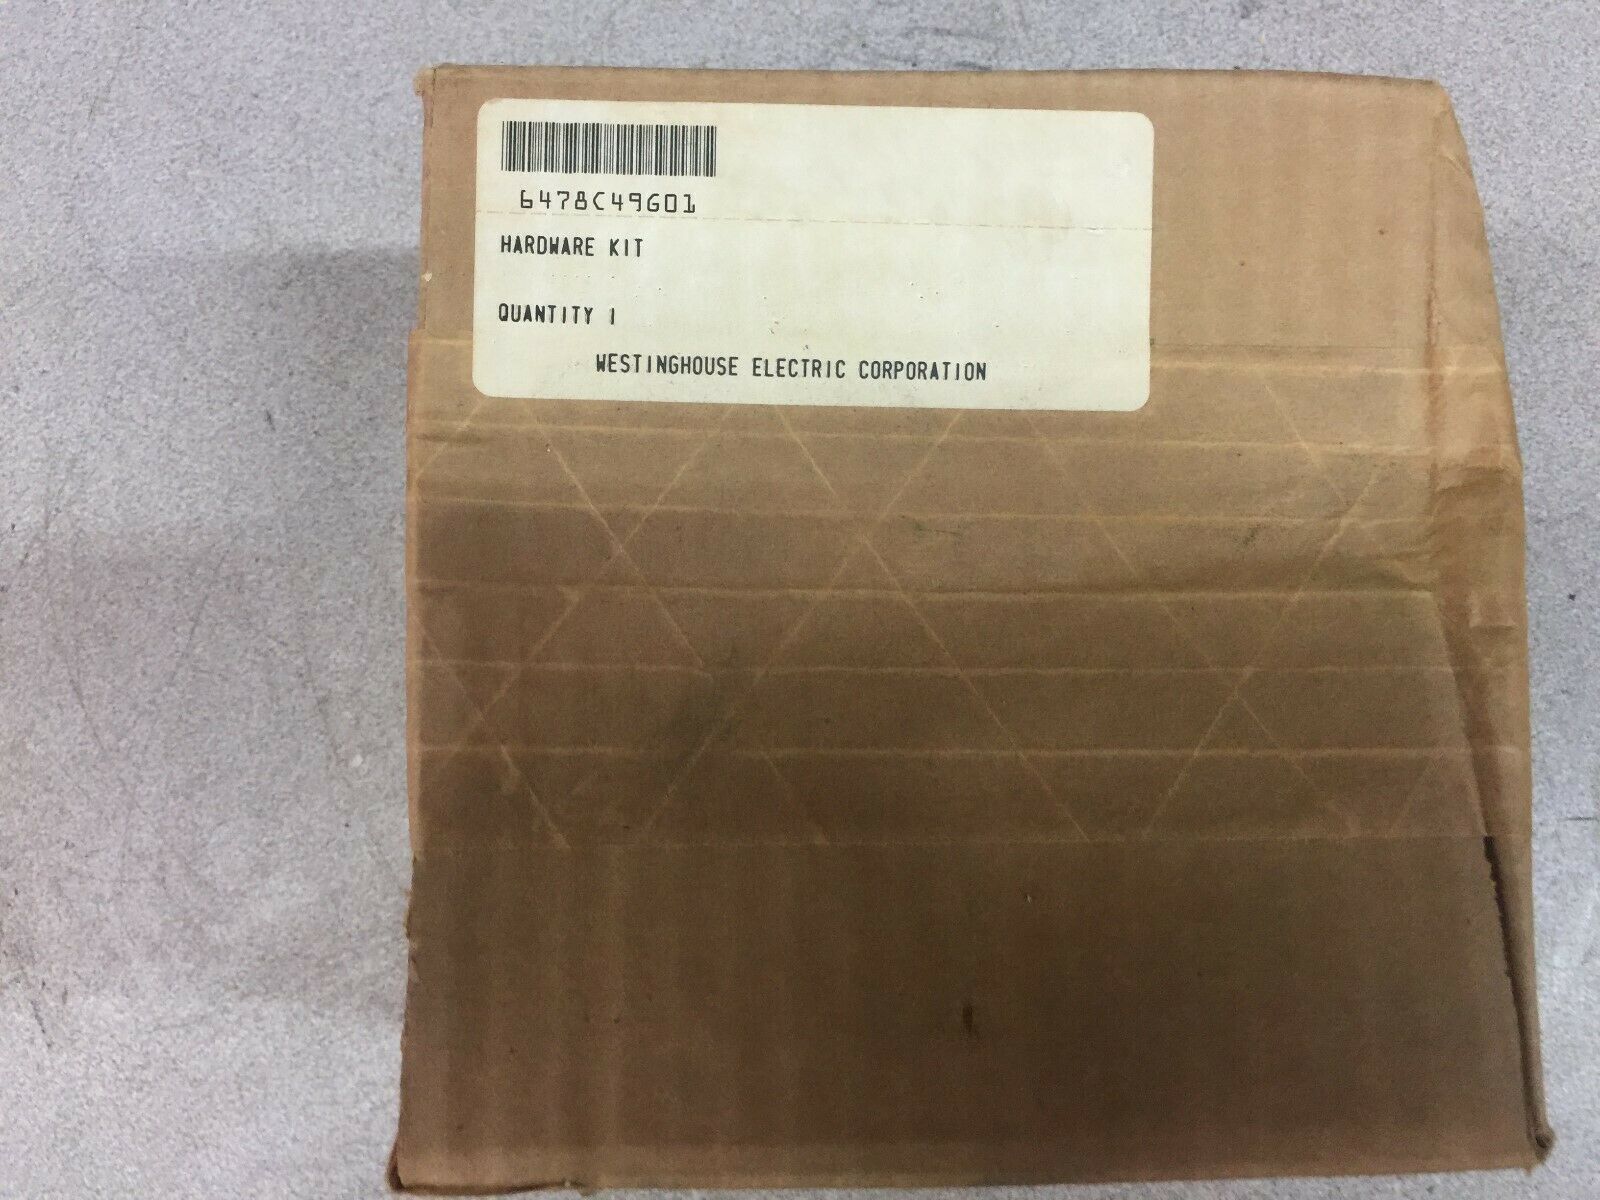 6478C49G01
HARDWARE KIT
QUANTITY 1
WESTINGHOUSE ELECTRIC CORPORATION